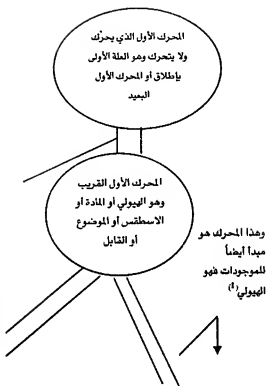 المحرك الأول الذي يحرّك
ولا يتحرك وهو العلة الأولى
بإطلاق أو المحرك الأول
البعيد
المحرك الأول القريب
وهو الهيولي أو المادة أو
الاسطقس أو الموضوع
أو القابل
وهذا المحرك هو
مبدأ أيضاً
للموجودات فهو
الهيولي(4)